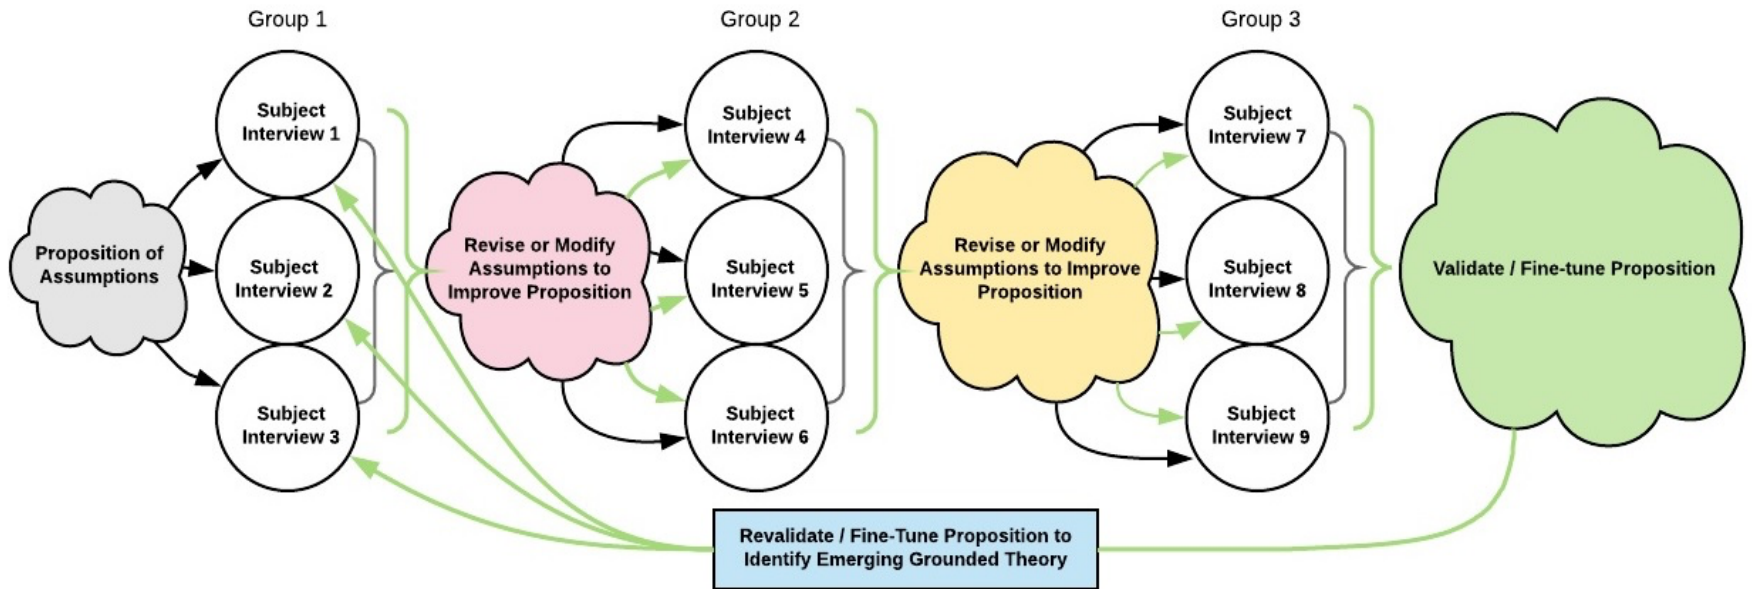 Group 1
Group 2
Group 3
Proposition of
Assumptions
Subject
Interview 1
Subject
Interview 2
Subject
Interview 3
Revise or Modify
Assumptions to
Improve Proposition
Subject
Interview 4
Subject
Interview 5
Subject
Interview 6
Revise or Modify
Assumptions to Improve
Proposition
Subject
Interview 7
Subject
Interview 8
Subject
Interview 9
Validate / Fine-tune Proposition
Revalidate / Fine-Tune Proposition to
Identify Emerging Grounded Theory